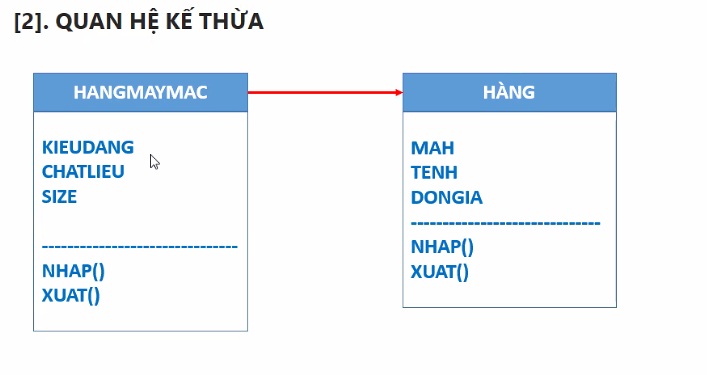 [2]. QUAN HỆ KẾ THỪA
HANGMAYMAC
KIEUDANG
CHATLIEU
SIZE
-------------------------------
NHAP()
XUAT()
HÀNG
MAH
TENH
DONGIA
------------------------------
NHAP()
XUAT()